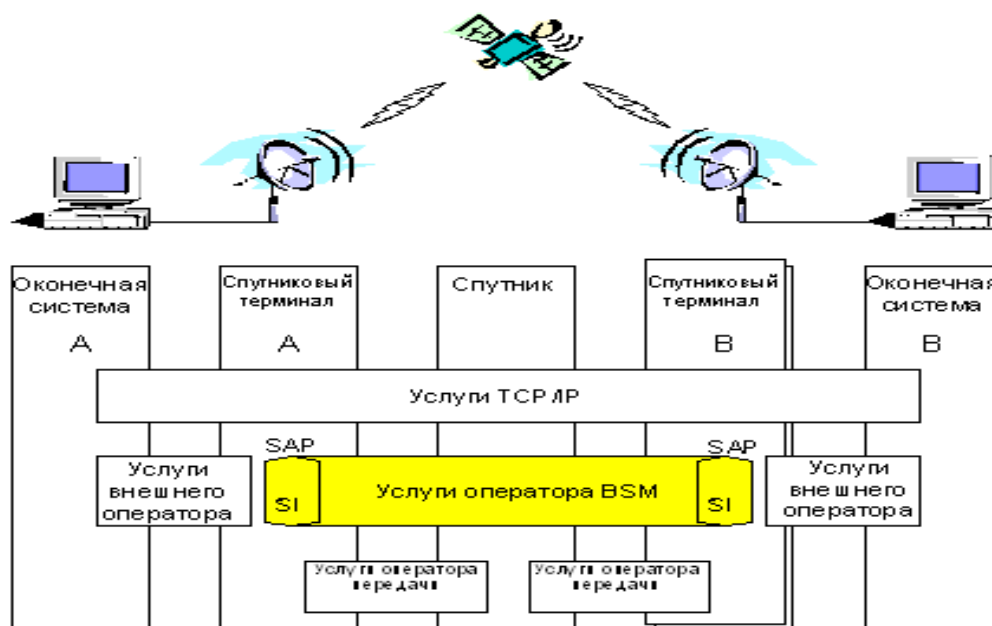 Оконечная
система
A
Спутниковый
терминал
A
Спутник
Спутниковый
терминал
B
Оконечная
система
B
Услуги TCP/IP
SAP
SAP
Услуги
внешнего
оператора
SI
Услуги оператора BSM
SI
Услуги
внешнего
оператора
Услуги оператора
передачи
Услуги оператора
передачи